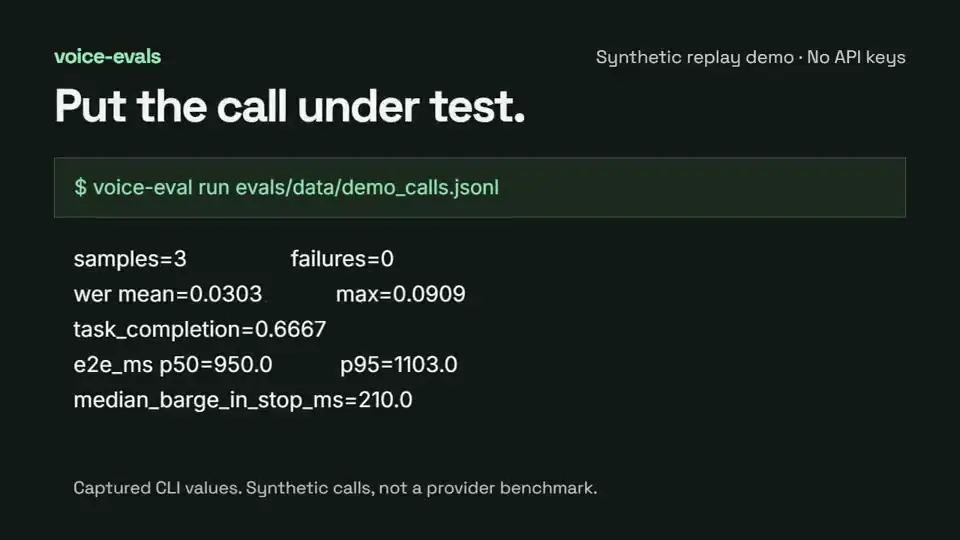 voice-evals
Synthetic replay demo · No API keys
Put the call under test.
$ voice-eval run evals/data/demo_calls.jsonl
samples=3 failures=0
wer mean=0.0303 max=0.0909
task_completion=0.6667
e2e_ms p50=950.0 p95=1103.0
median_barge_in_stop_ms=210.0
Captured CLI values. Synthetic calls, not a provider benchmark.